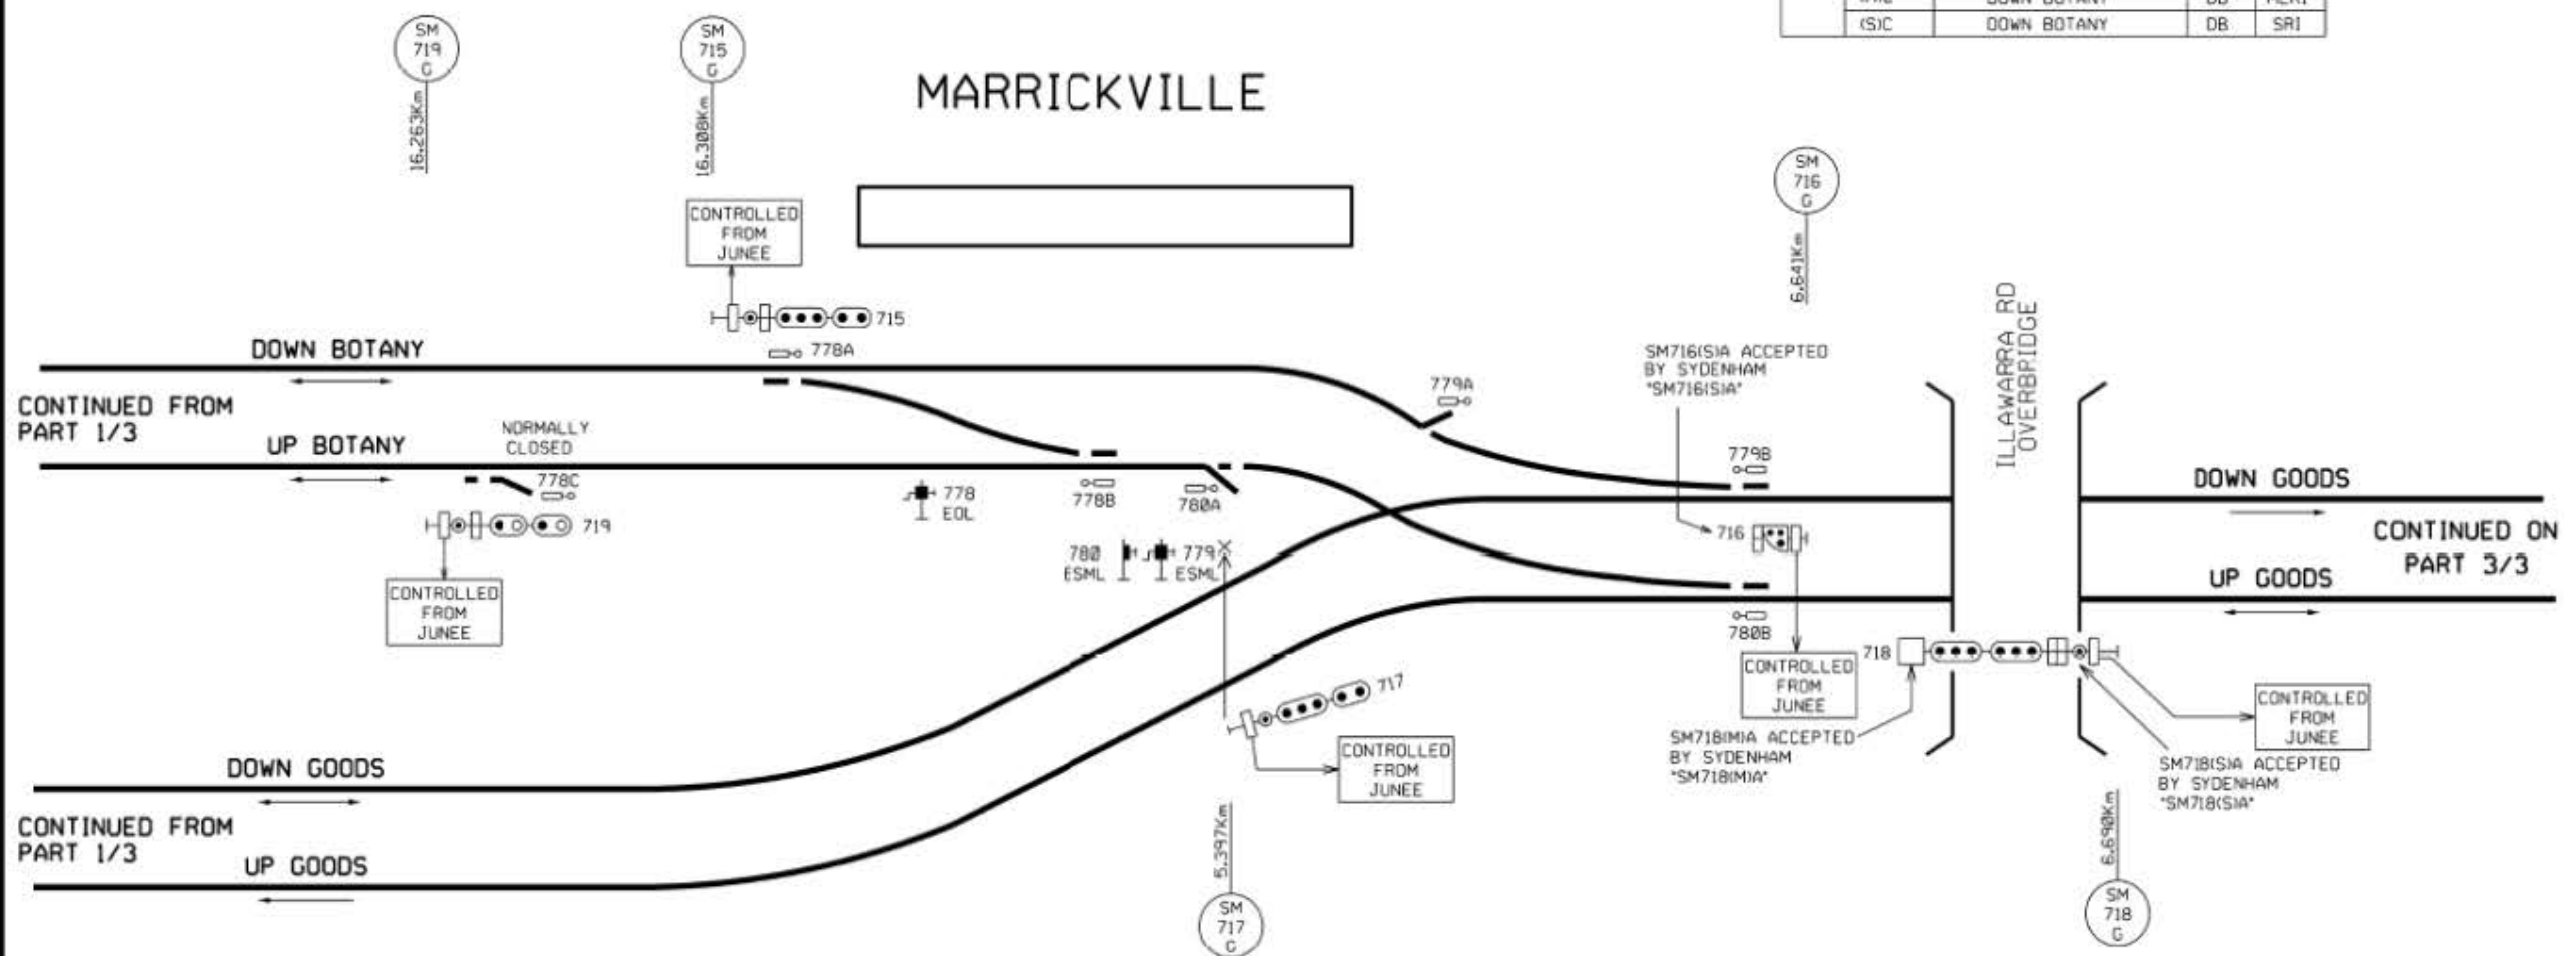 DOWN BOTANY DB
(S)C DOWN BOTANY DB SRI
SM
719
G
16.263Km
SM
715
G
16.308Km
MARRICKVILLE
SM
716
G
6.641Km
CONTROLLED
FROM
JUNEE
715
778A
DOWN BOTANY
CONTINUED FROM
PART 1/3
UP BOTANY
NORMALLY
CLOSED
778C
719
CONTROLLED
FROM
JUNEE
778
EOL
778B
780A
780
ESML
779
ESML
779A
SM716(S)A ACCEPTED
BY SYDENHAM
"SM716(S)A"
779B
716
780B
CONTROLLED
FROM
JUNEE
ILLAWARRA RD
OVERBRIDGE
DOWN GOODS
CONTINUED ON
PART 3/3
UP GOODS
718
SM718(M)A ACCEPTED
BY SYDENHAM
"SM718(M)A"
CONTROLLED
FROM
JUNEE
SM718(S)A ACCEPTED
BY SYDENHAM
"SM718(S)A"
717
CONTROLLED
FROM
JUNEE
DOWN GOODS
CONTINUED FROM
PART 1/3
UP GOODS
5.397Km
SM
717
G
6.690Km
SM
718
G